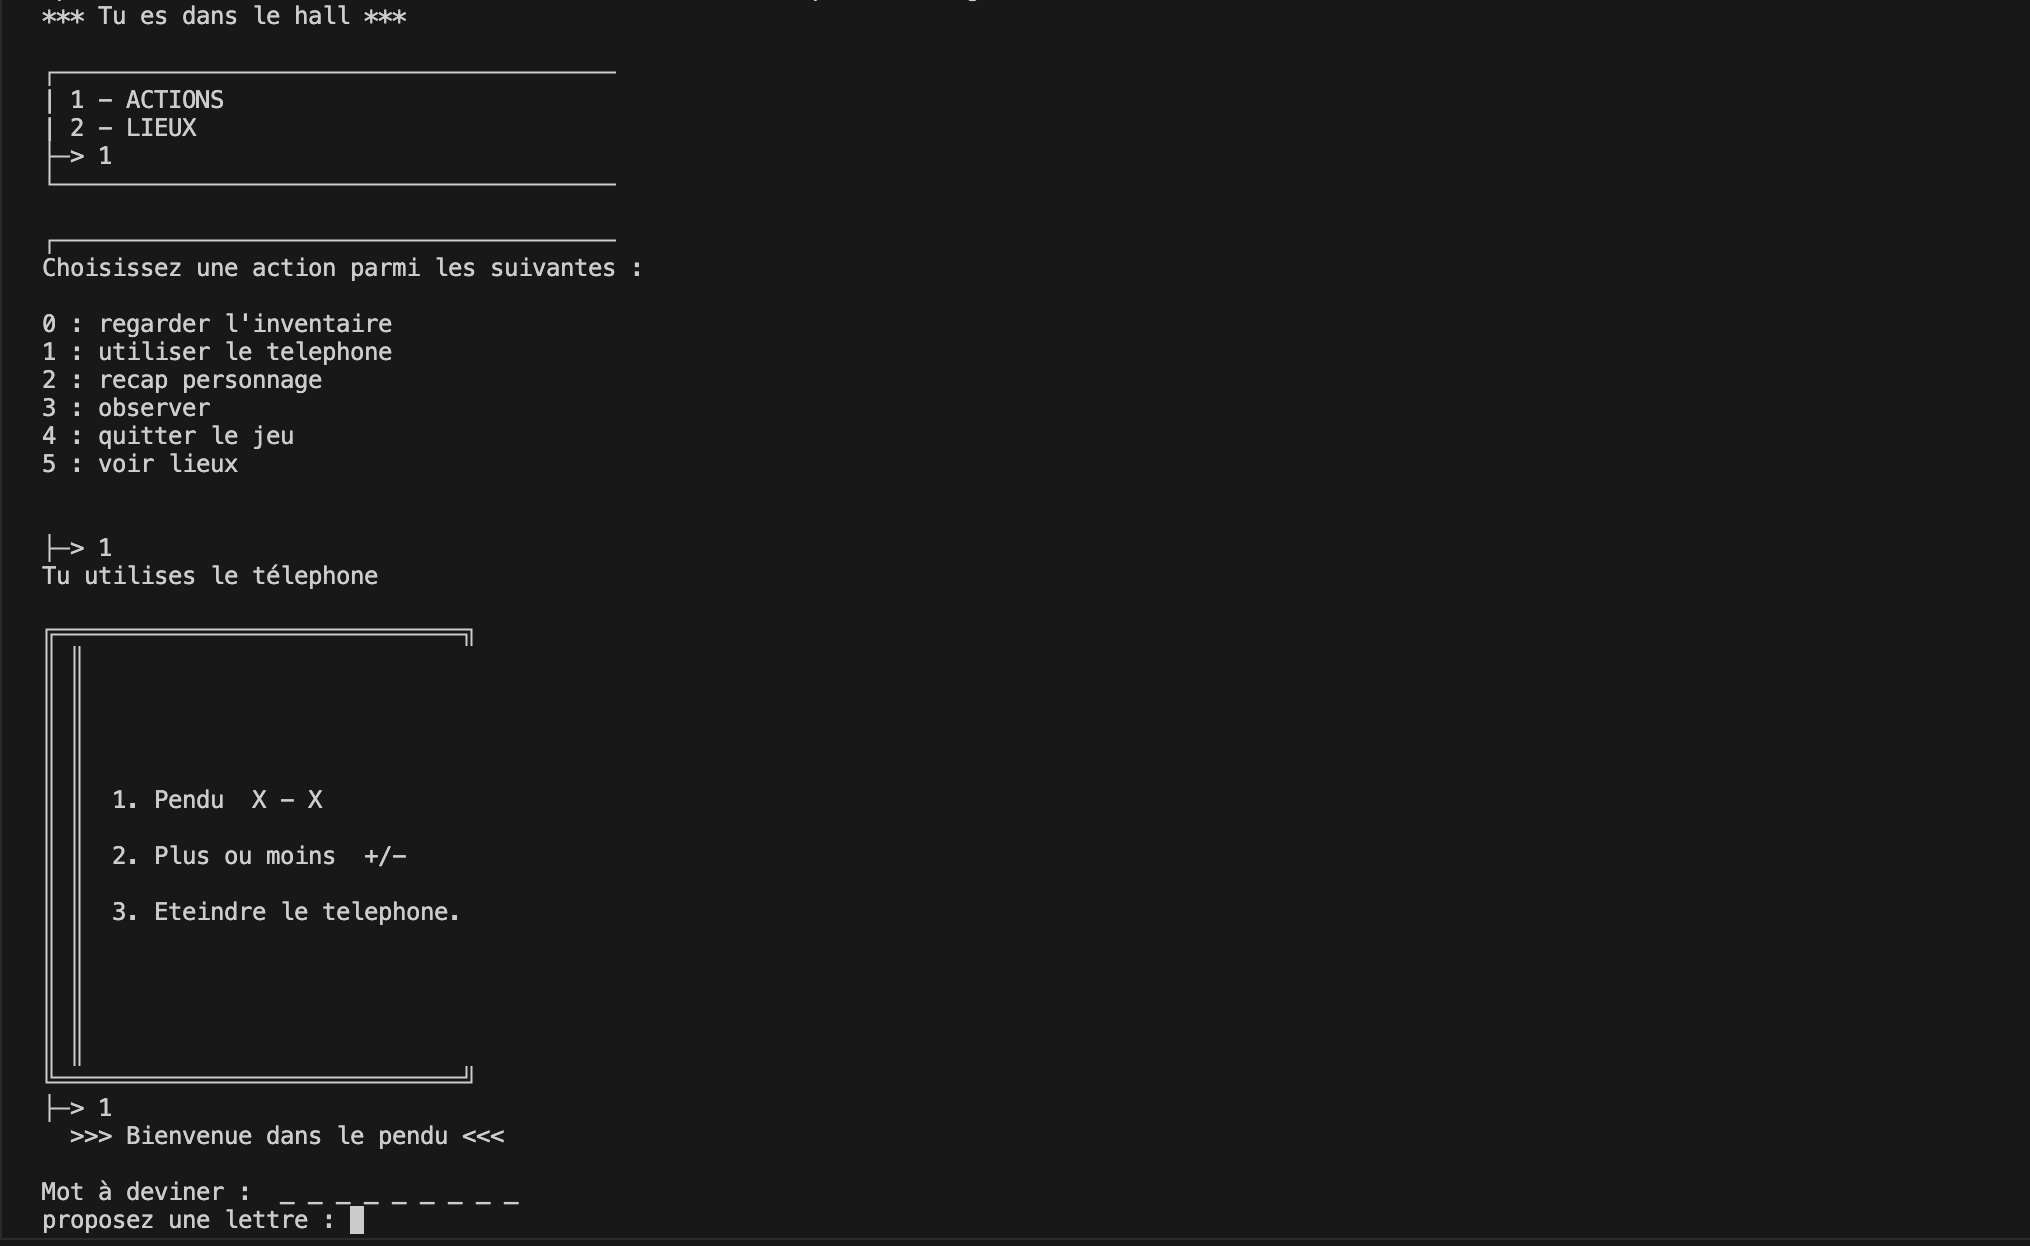 *** Tu es dans le hall ***
| 1 - ACTIONS
| 2 - LIEUX
├─> 1
Choisissez une action parmi les suivantes :
0 : regarder l'inventaire
1 : utiliser le telephone
2 : recap personnage
3 : observer
4 : quitter le jeu
5 : voir lieux
├─> 1
Tu utilises le télephone
1. Pendu  X - X
2. Plus ou moins  +/-
3. Eteindre le telephone.
├─> 1
>>> Bienvenue dans le pendu <<<
Mot à deviner :  _ _ _ _ _ _ _ _ _
proposez une lettre :